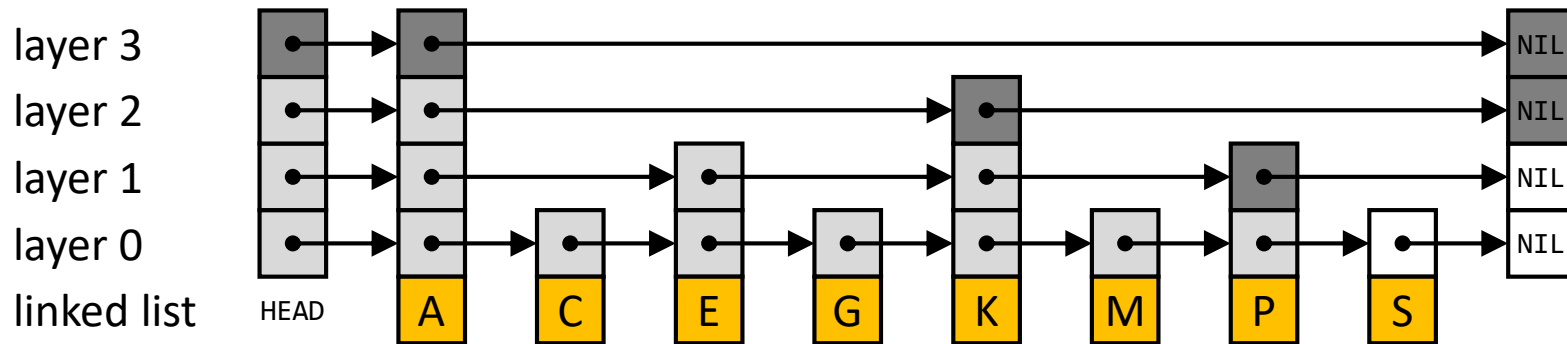 layer 3 NIL
layer 2 NIL
layer 1 NIL
layer 0 NIL
linked list HEAD A C E G K M P S